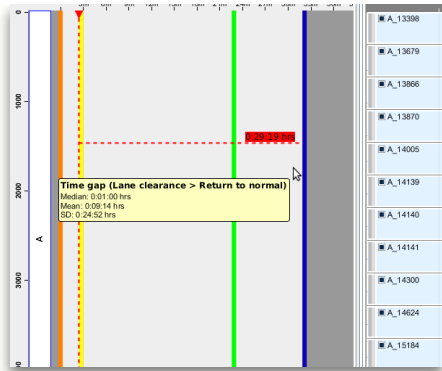 0:29:19 hrs
Time gap (Lane clearance > Return to normal)
Median: 0:01:00 hrs
Mean: 0:09:14 hrs
SD: 0:24:52 hrs
0
1000
2000
3000
A
A_13398
A_13679
A_13866
A_13870
A_14005
A_14139
A_14140
A_14141
A_14300
A_14624
A_15184